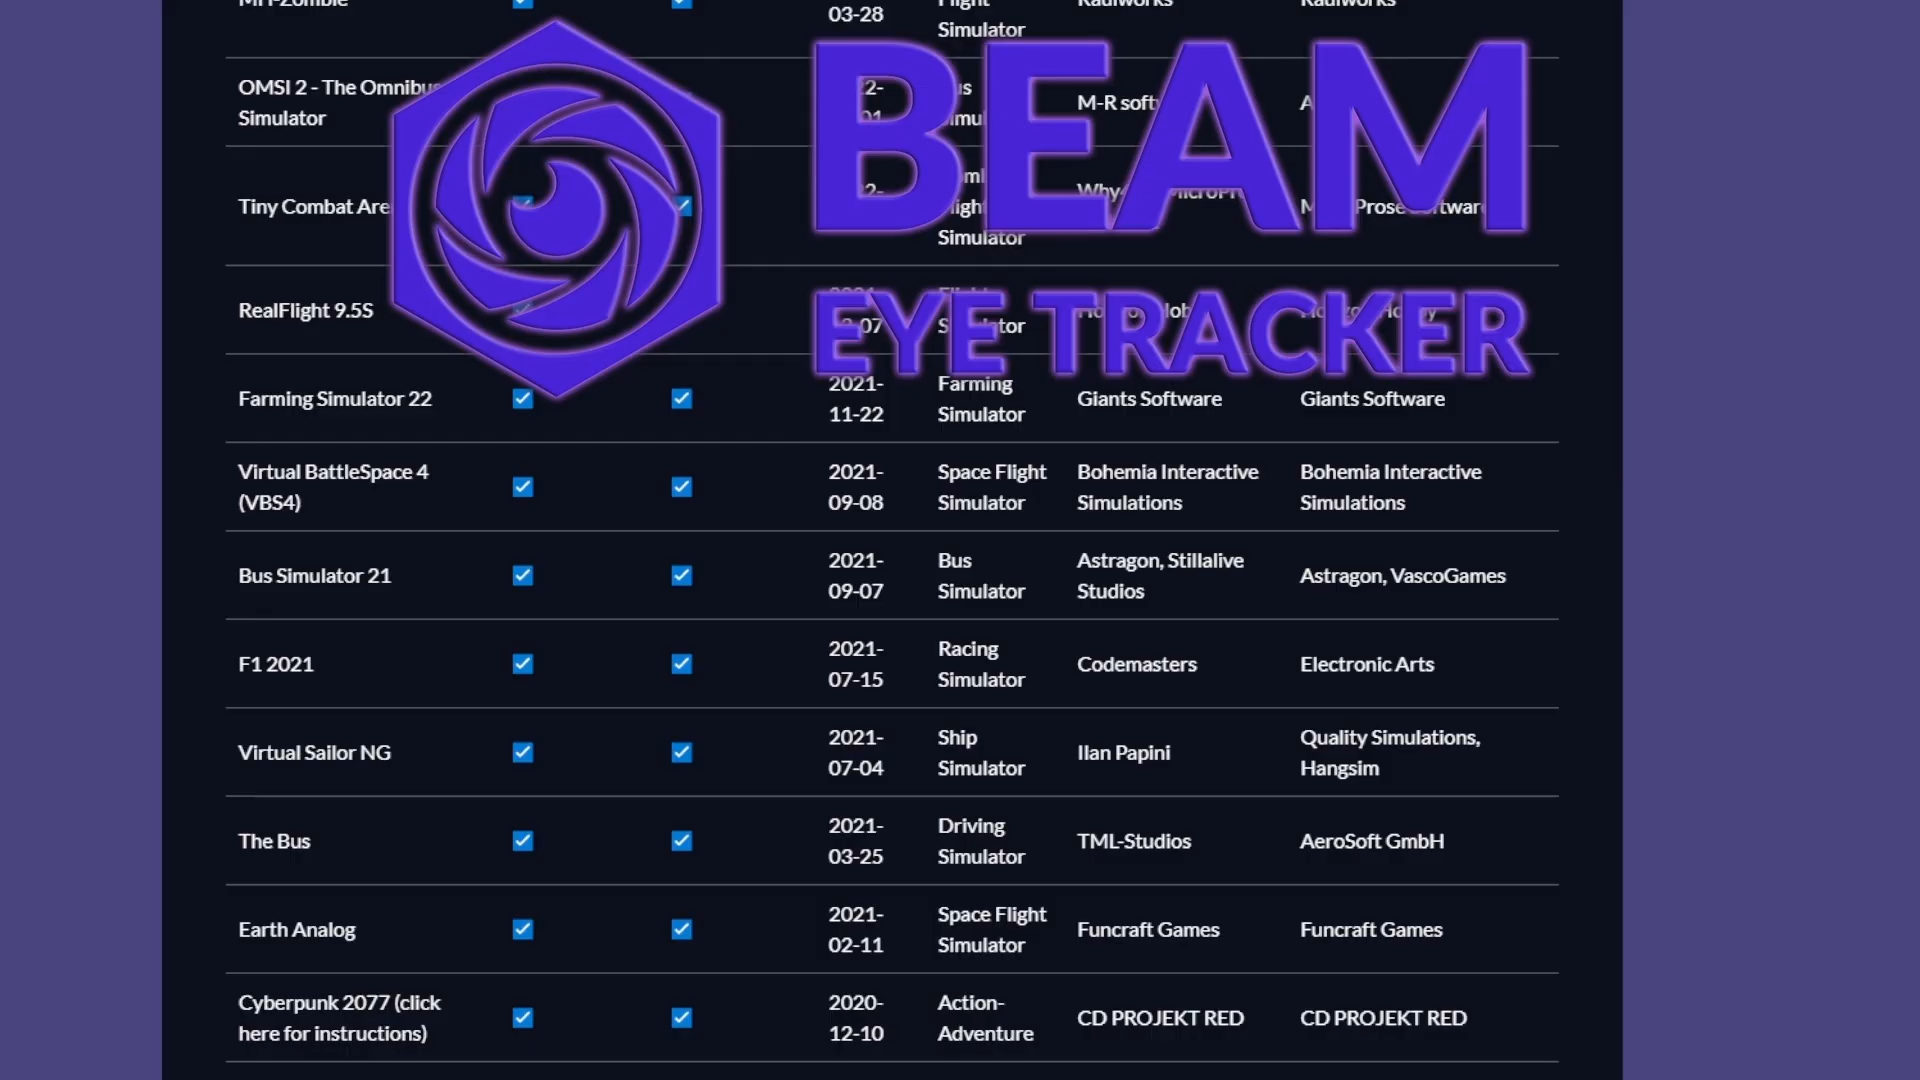 03-28
Simulator
OMSI 2 - The Omnibus
Simulator
M-R soft
BEAM
Tiny Combat Are
Simulator
RealFlight 9.5S
EYE TRACKER
Farming Simulator 22
2021-
11-22
Farming
Simulator
Giants Software
Giants Software
Virtual BattleSpace 4
(VBS4)
2021-
09-08
Space Flight
Simulator
Bohemia Interactive
Simulations
Bohemia Interactive
Simulations
Bus Simulator 21
2021-
09-07
Bus
Simulator
Astragon, Stillalive
Studios
Astragon, VascoGames
F1 2021
2021-
07-15
Racing
Simulator
Codemasters
Electronic Arts
Virtual Sailor NG
2021-
07-04
Ship
Simulator
Ilan Papini
Quality Simulations,
Hangsim
The Bus
2021-
03-25
Driving
Simulator
TML-Studios
AeroSoft GmbH
Earth Analog
2021-
02-11
Space Flight
Simulator
Funcraft Games
Funcraft Games
Cyberpunk 2077 (click
here for instructions)
2020-
12-10
Action-
Adventure
CD PROJEKT RED
CD PROJEKT RED